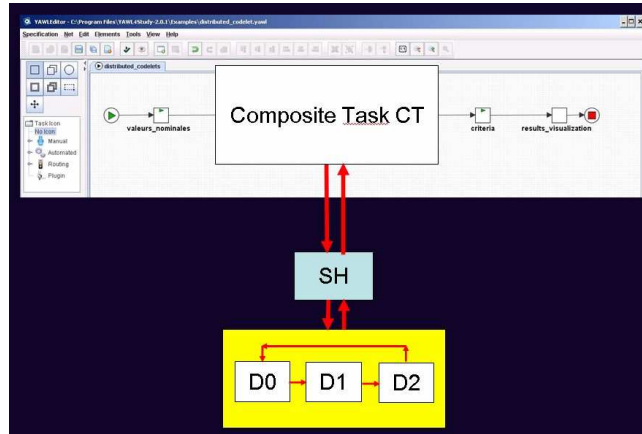 YAWLEditor - C:\Program Files\YAWL4Study-2.0.1\Examples\distributed_codelet.yawl
Specification Net Edit Elements Tools View Help
distributed_codelets
Task Icon
No Icon
Manual
Automated
Routing
Plugin
valeurs_nominales
Composite Task CT
criteria
results_visualization
SH
D0
D1
D2